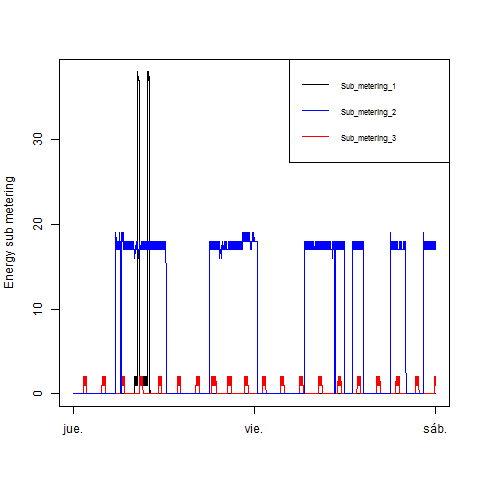 Sub_metering_1
Sub_metering_2
Sub_metering_3
Energy sub metering
30
20
10
0
jue.
vie.
sáb.